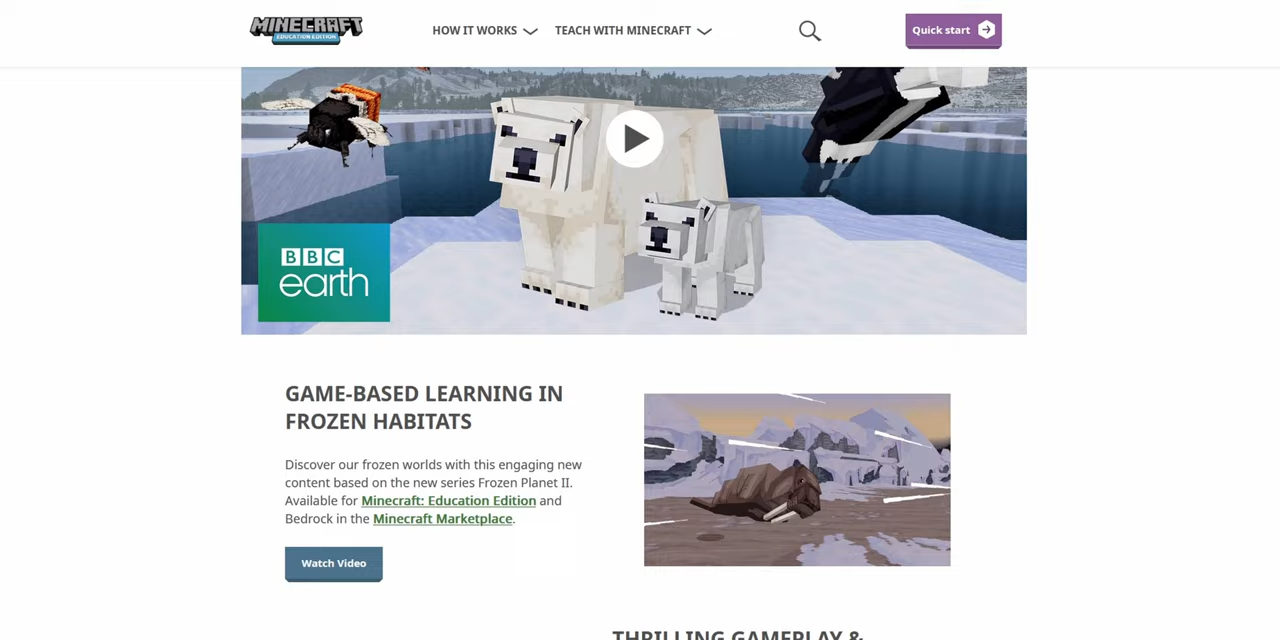 MINECRAFT
EDUCATION EDITION
HOW IT WORKS
TEACH WITH MINECRAFT
Quick start
BBC
earth
GAME-BASED LEARNING IN
FROZEN HABITATS
Discover our frozen worlds with this engaging new
content based on the new series Frozen Planet II.
Available for Minecraft: Education Edition and
Bedrock in the Minecraft Marketplace.
Watch Video
THRILLING GAMEPLAY &